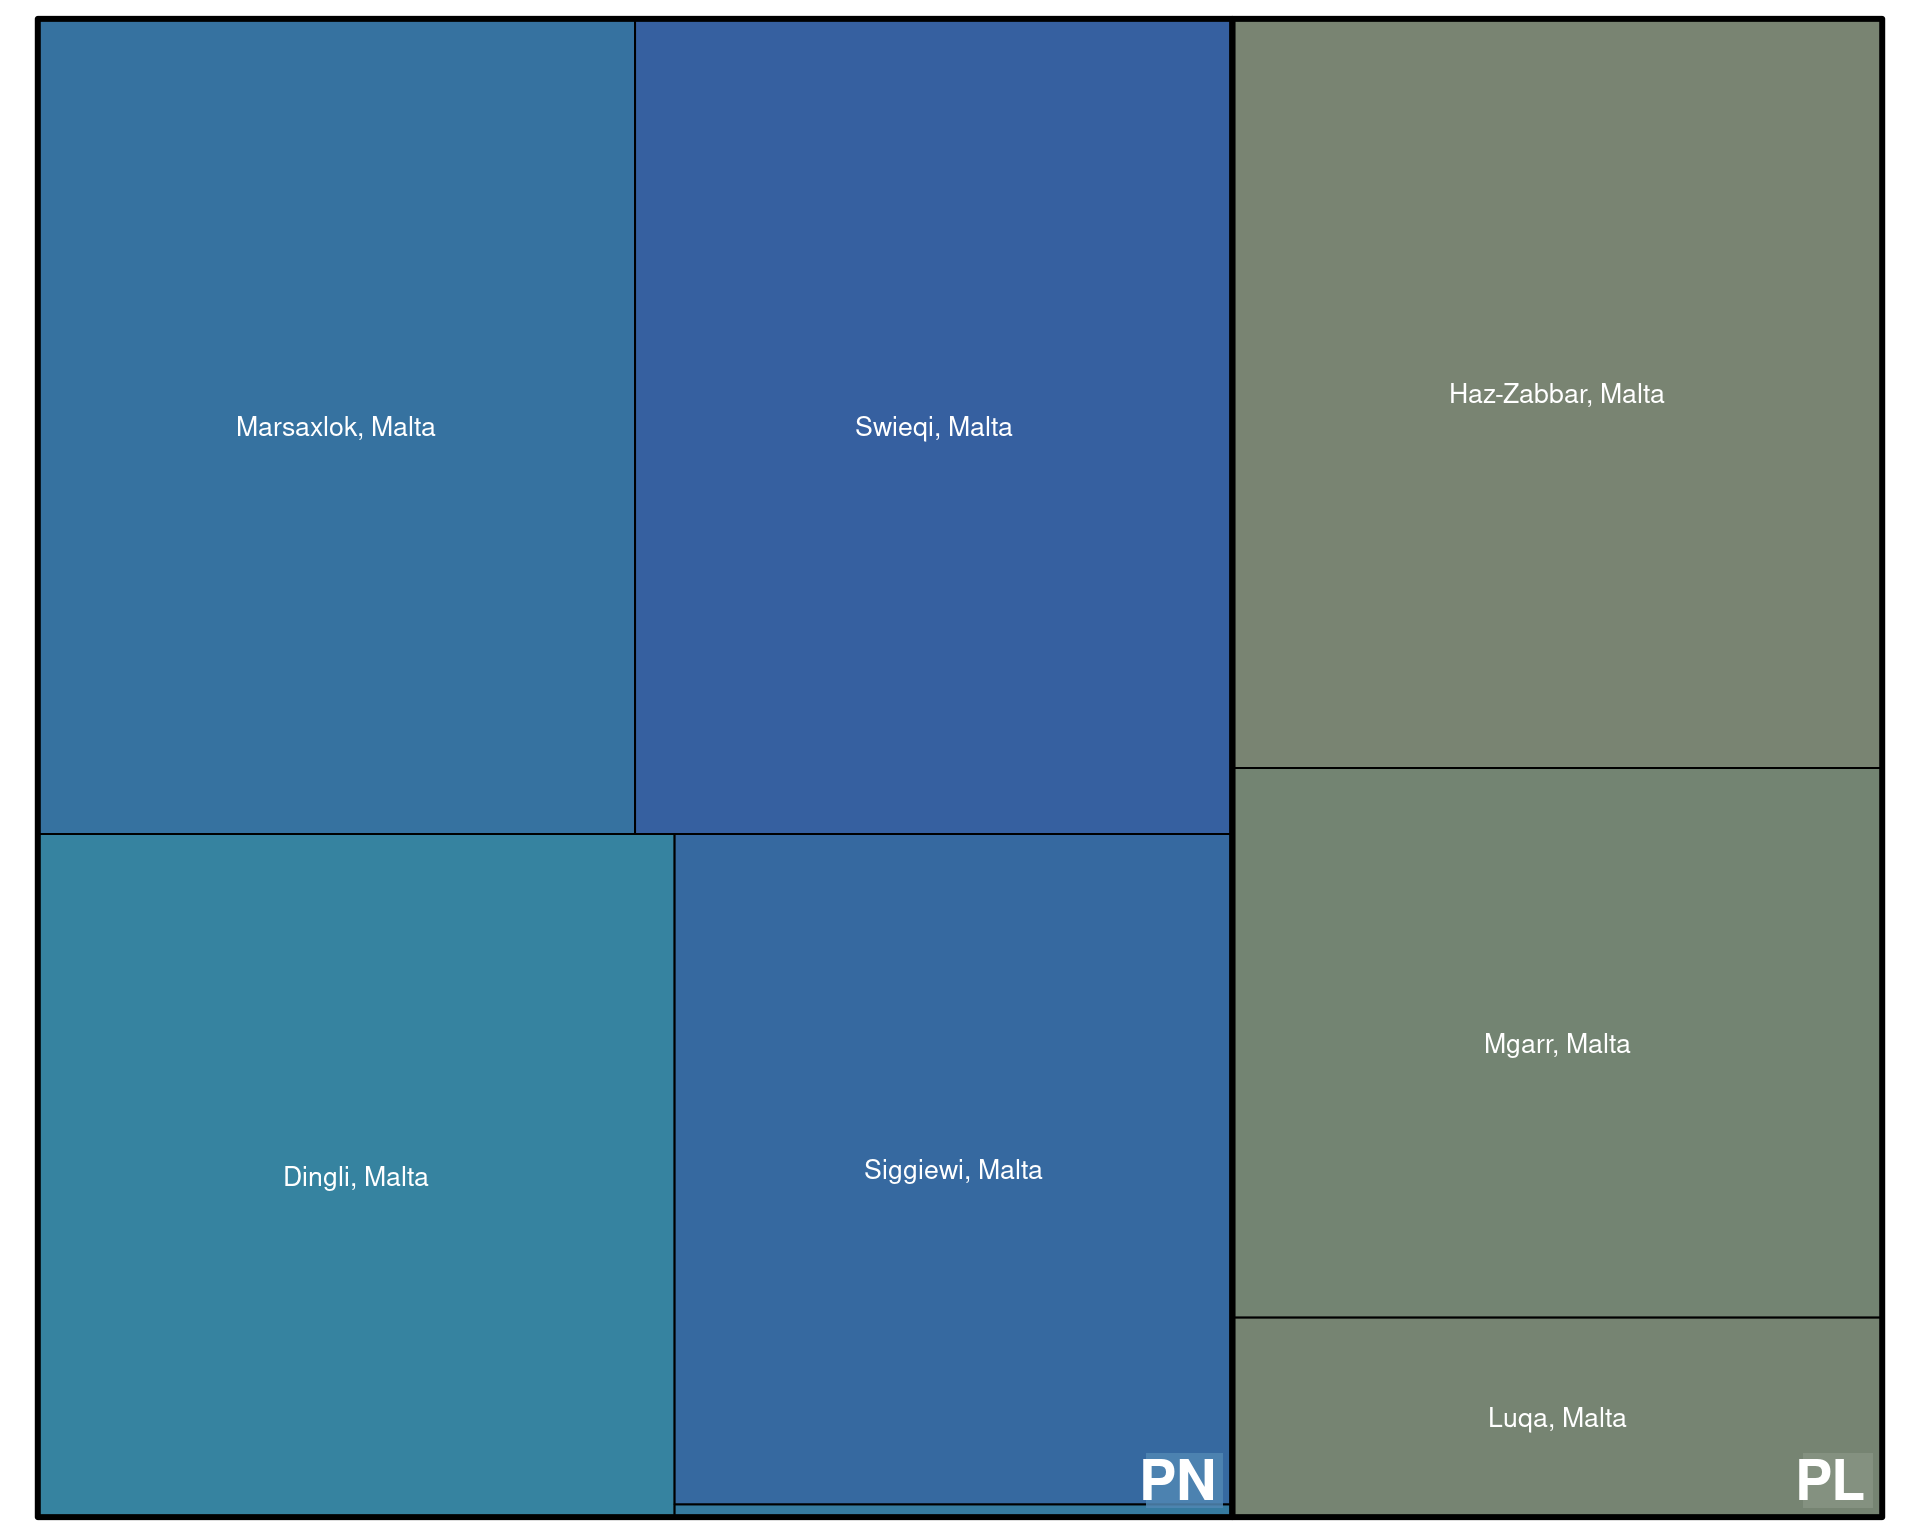 Haz-Zabbar, Malta
Marsaxlok, Malta
Swieqi, Malta
Mgarr, Malta
Dingli, Malta
Siggiewi, Malta
Luqa, Malta
PN
PL